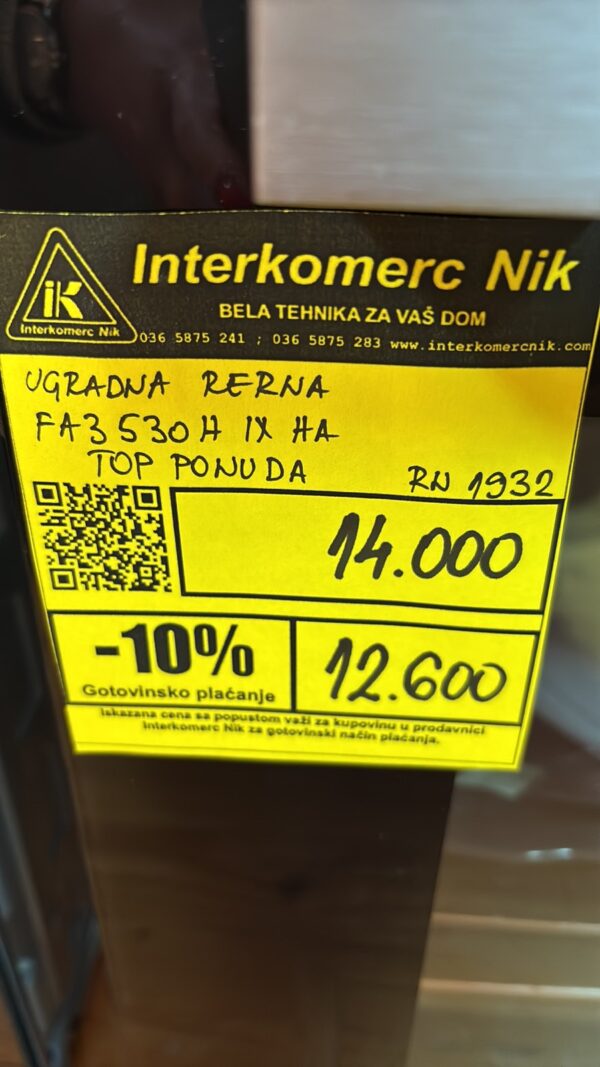 Interkomerc Nik
iK
Interkomerc Nik
BELA TEHNIKA ZA VAŠ DOM
036 5875 241 ; 036 5875 283 www.interkomercnik.com
UGRADNA RERNA
FA3 530 H IX HA
TOP PONUDA
RN 1932
14.000
-10%
Gotovinsko plaćanje
12.600
Iskazana cena sa popustom važi za kupovinu u prodavnici
Interkomerc Nik za gotovinski način plaćanja.